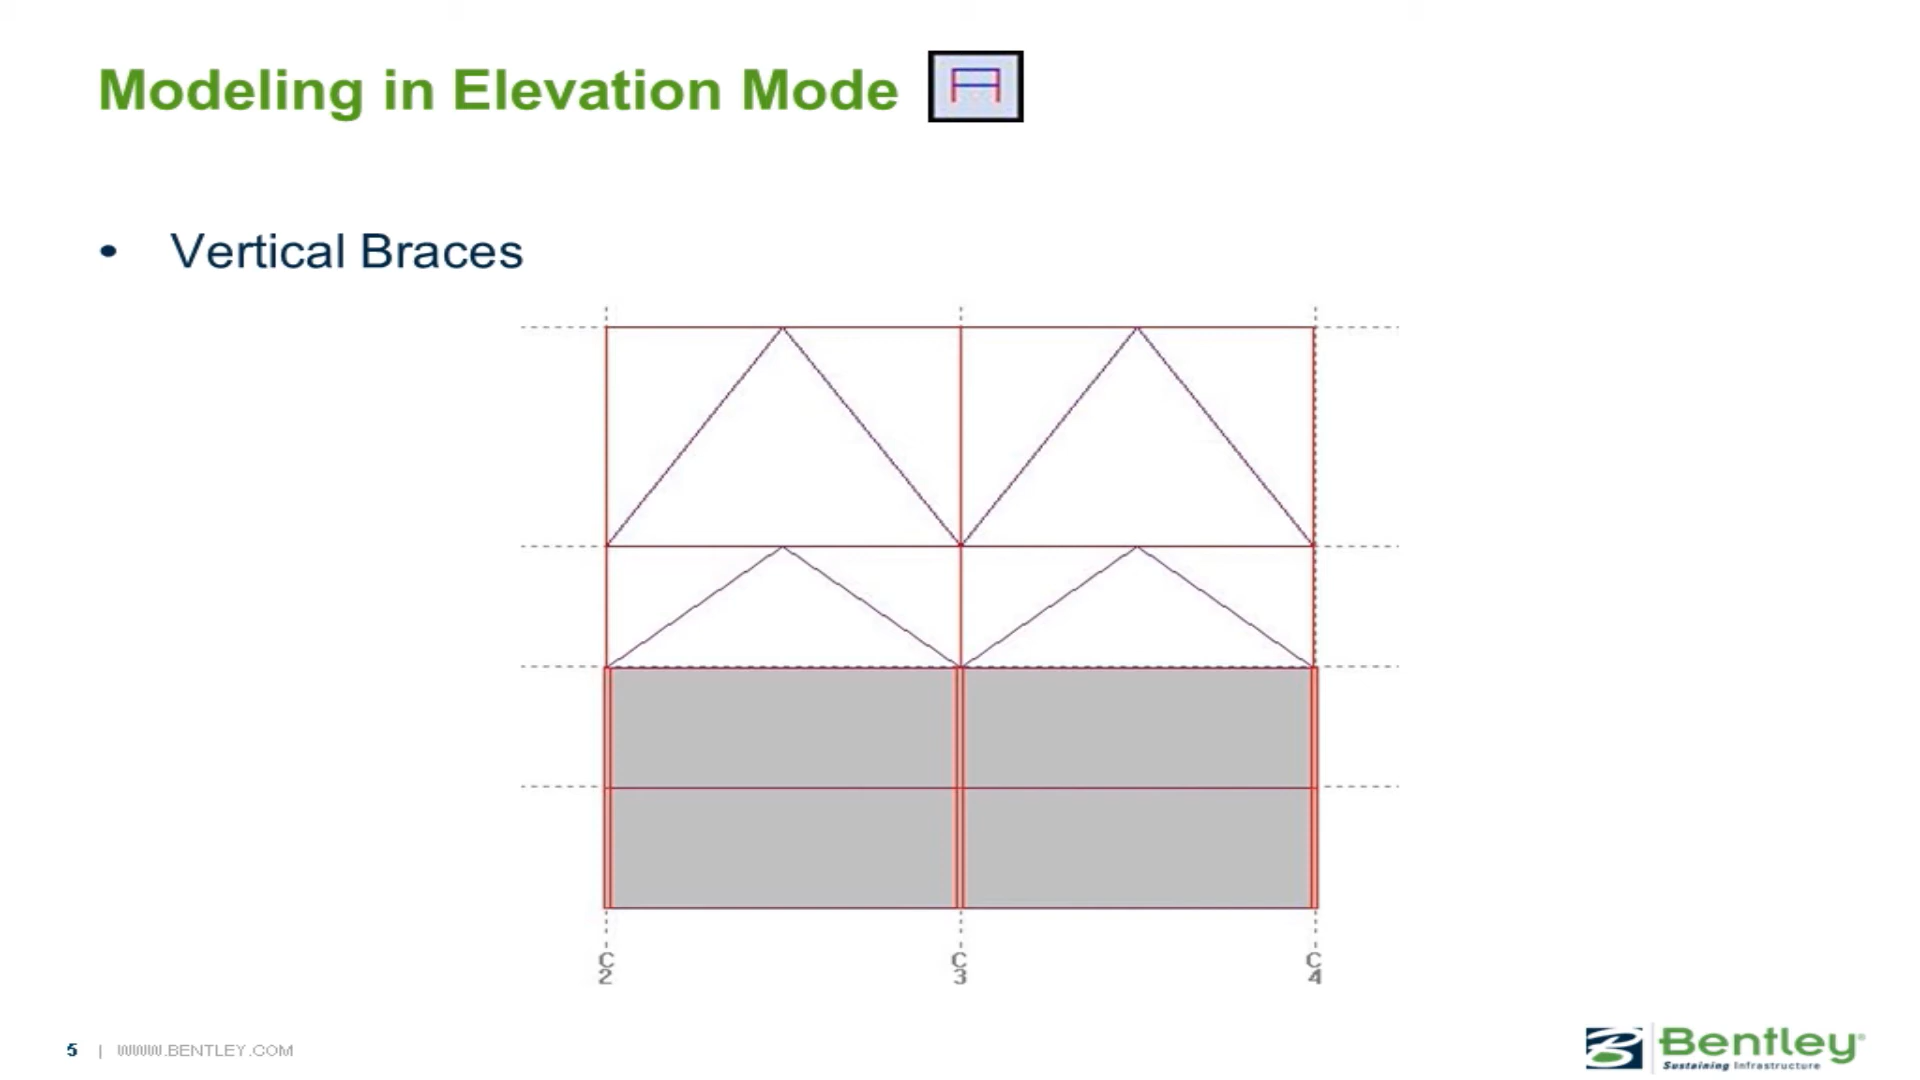 Modeling in Elevation Mode
• Vertical Braces
C C C
2 3 4
5 | WWW.BENTLEY.COM
Bentley®
Sustaining Infrastructure